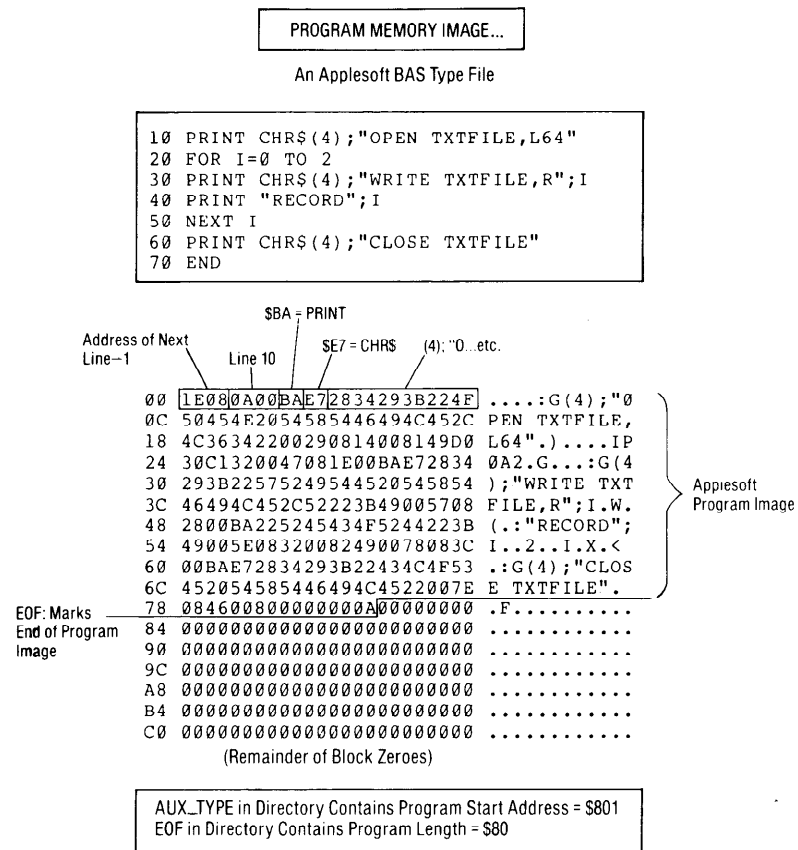 PROGRAM MEMORY IMAGE...
An Applesoft BAS Type File
10 PRINT CHR$(4);"OPEN TXTFILE,L64"
20 FOR I=0 TO 2
30 PRINT CHR$(4);"WRITE TXTFILE,R";I
40 PRINT "RECORD";I
50 NEXT I
60 PRINT CHR$(4);"CLOSE TXTFILE"
70 END
$BA = PRINT
Address of Next
Line–1
Line 10
$E7 = CHR$
(4); "O...etc.
00 1E080A00BAE72834293B224F ....:G(4);"0
0C 50454E2054585446494C452C PEN TXTFILE,
18 4C36342200290814008149D0 L64".)....IP
24 30C1320047081E00BAE72834 0A2.G...:G(4
30 293B22575249544520545854 );"WRITE TXT
3C 46494C452C52223B49005708 FILE,R";I.W.
48 2800BA225245434F5244223B (.:"RECORD";
54 49005E08320082490078083C I..2..I.X.<
60 00BAE72834293B22434C4F53 .:G(4);"CLOS
6C 452054585446494C4522007E E TXTFILE".
78 0846008000000000A00000000 .F..........
84 000000000000000000000000 ............
90 000000000000000000000000 ............
9C 000000000000000000000000 ............
A8 000000000000000000000000 ............
B4 000000000000000000000000 ............
C0 000000000000000000000000 ............
Applesoft
Program Image
EOF: Marks
End of Program
Image
(Remainder of Block Zeroes)
AUX_TYPE in Directory Contains Program Start Address = $801
EOF in Directory Contains Program Length = $80